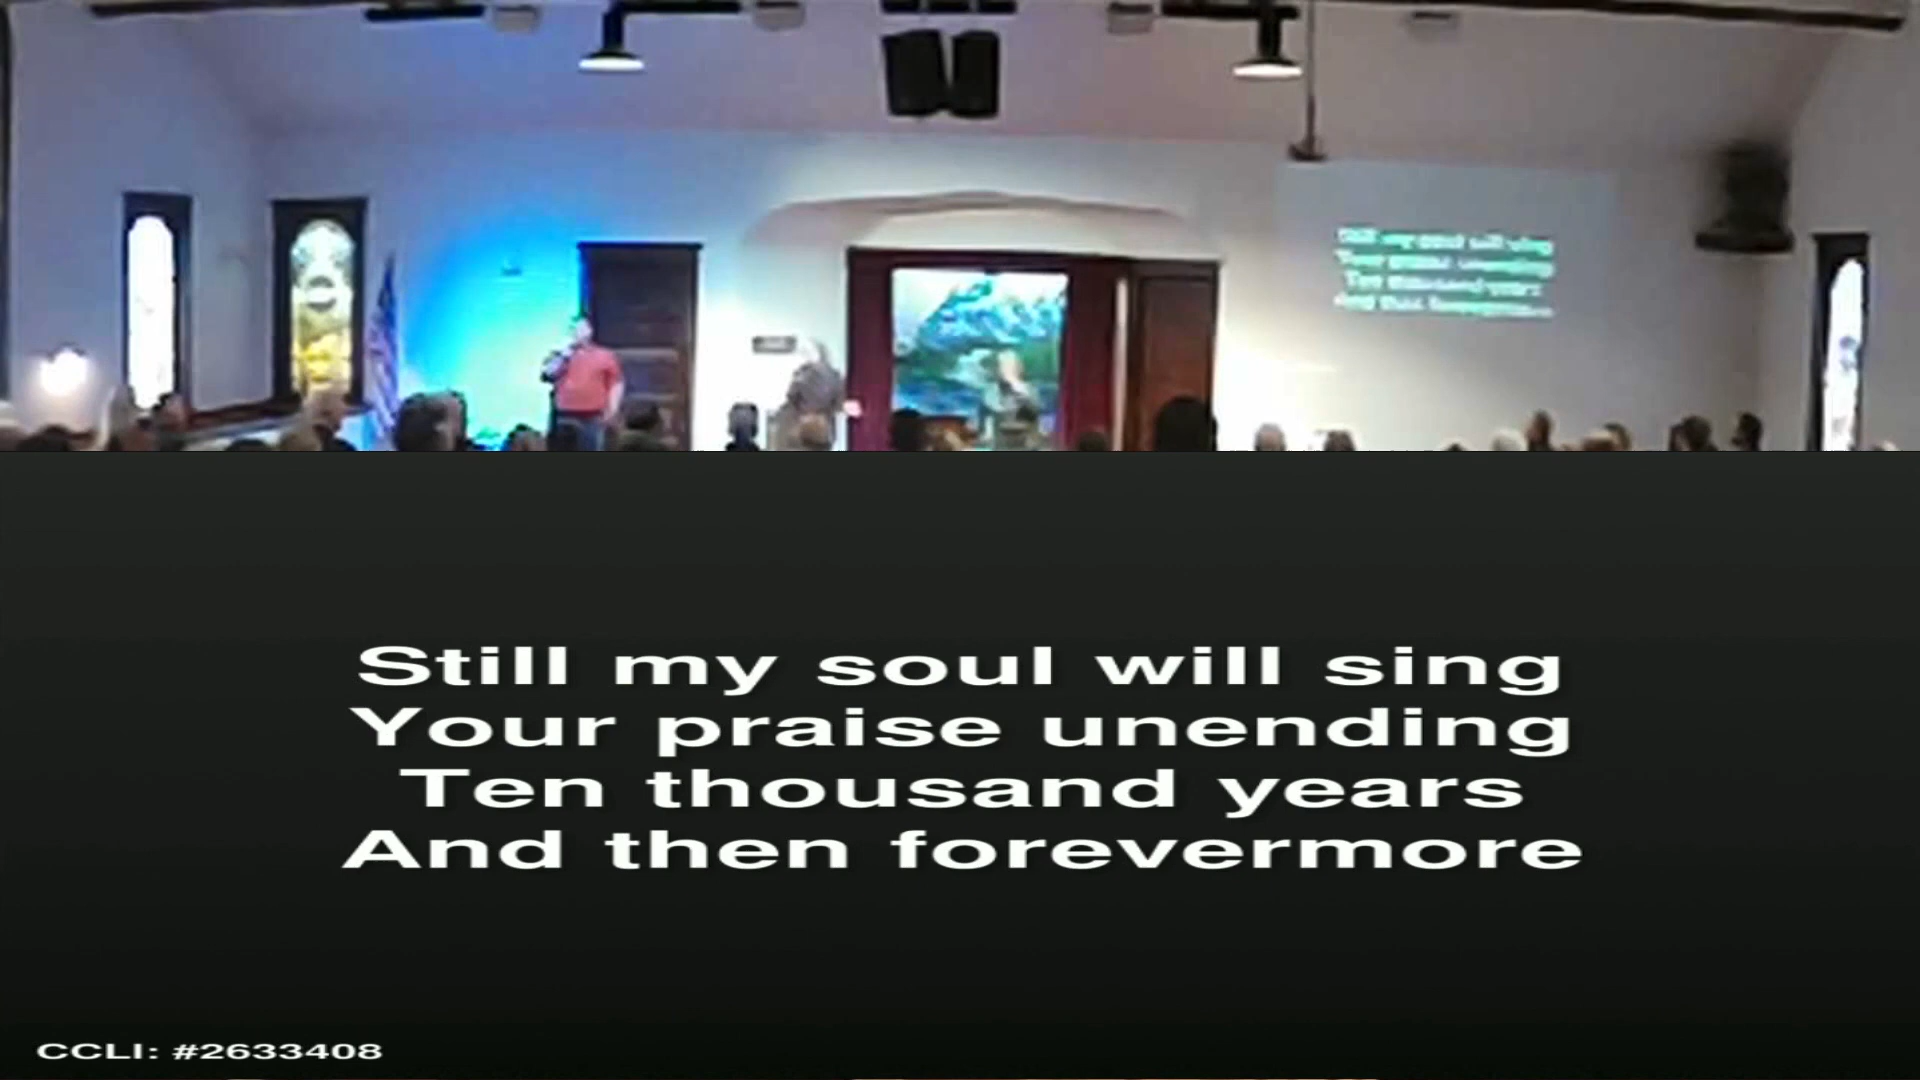 Still my soul will sing
Your praise unending
Ten thousand years
And then forevermore
CCLI: #2633408